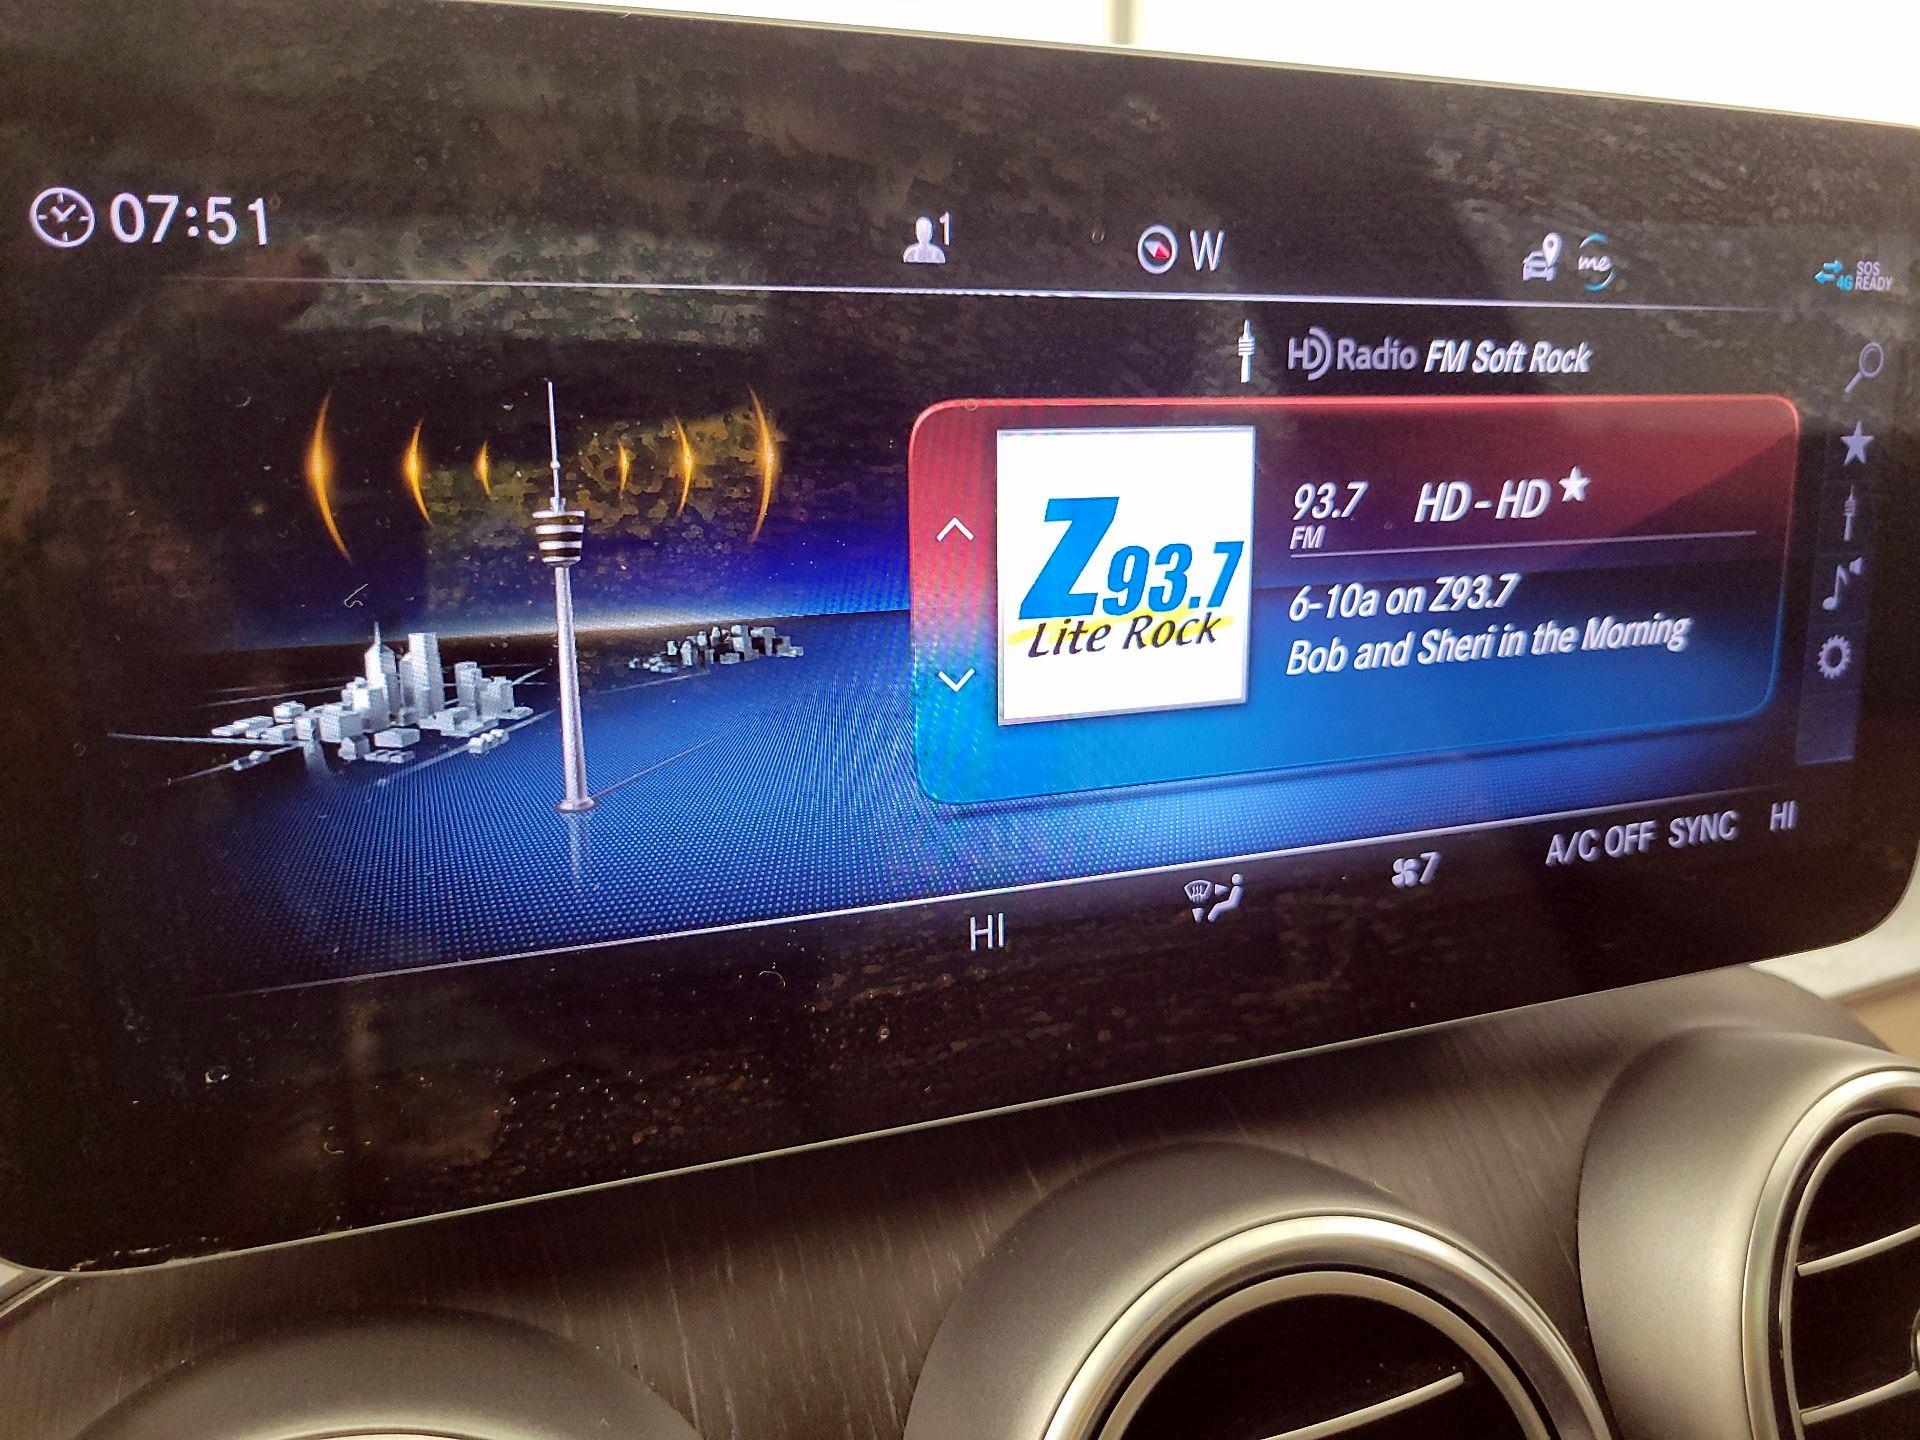 07:51
1
W
me
4G
SOS
READY
HD Radio FM Soft Rock
Z93.7
Lite Rock
93.7 HD-HD
FM
6-10a on Z93.7
Bob and Sheri in the Morning
HI
7
A/C OFF SYNC HI